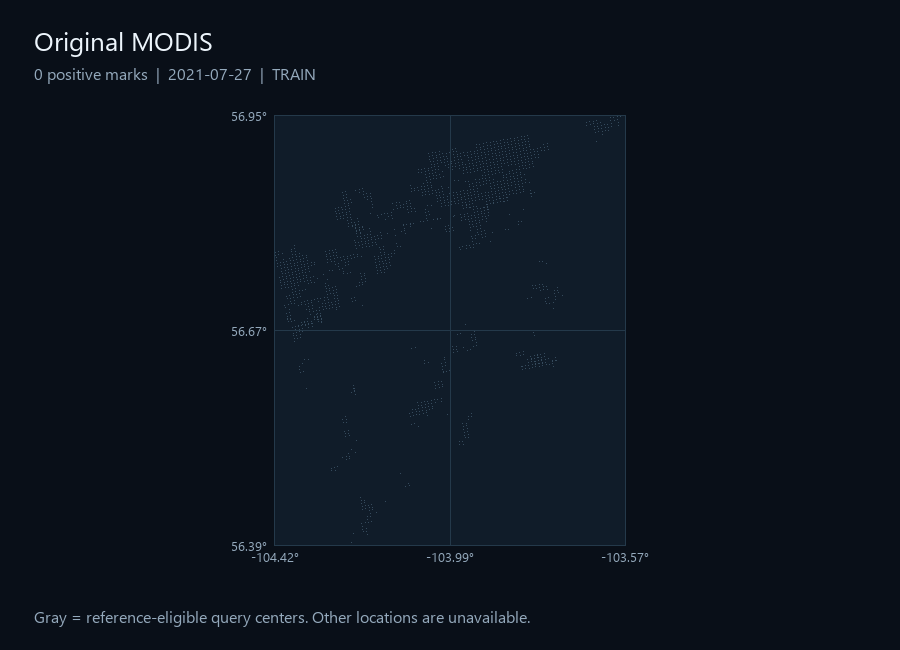 Original MODIS
0 positive marks | 2021-07-27 | TRAIN
56.95°
56.67°
56.39°
-104.42° -103.99° -103.57°
Gray = reference-eligible query centers. Other locations are unavailable.